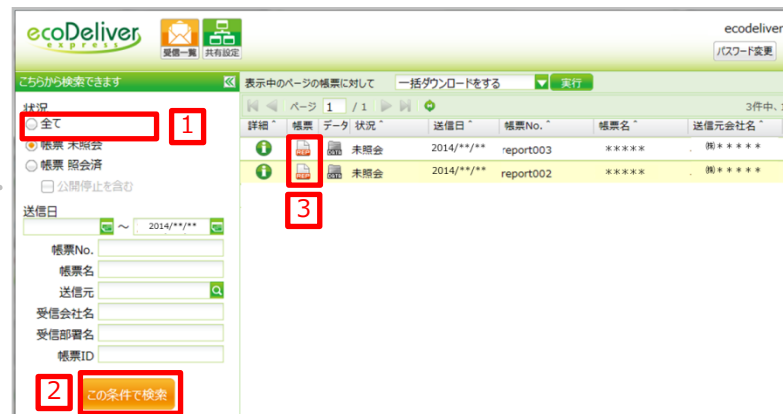 ecoDeliver
express
受信一覧
共有設定
ecodeliver
パスワード変更
こちらから検索できます
表示中のページの帳票に対して
一括ダウンロードをする
実行
ページ 1 / 1
3件中、
状況
全て
1
帳票 未照会
帳票 照会済
公開停止を含む
送信日
～ 2014/**/**
帳票No.
帳票名
送信元
受信会社名
受信部署名
帳票ID
2
この条件で検索
詳細 帳票 データ 状況 送信日 帳票No. 帳票名 送信元会社名
未照会 2014/**/** report003 ***** ㈱*****
未照会 2014/**/** report002 ***** ㈱*****
3